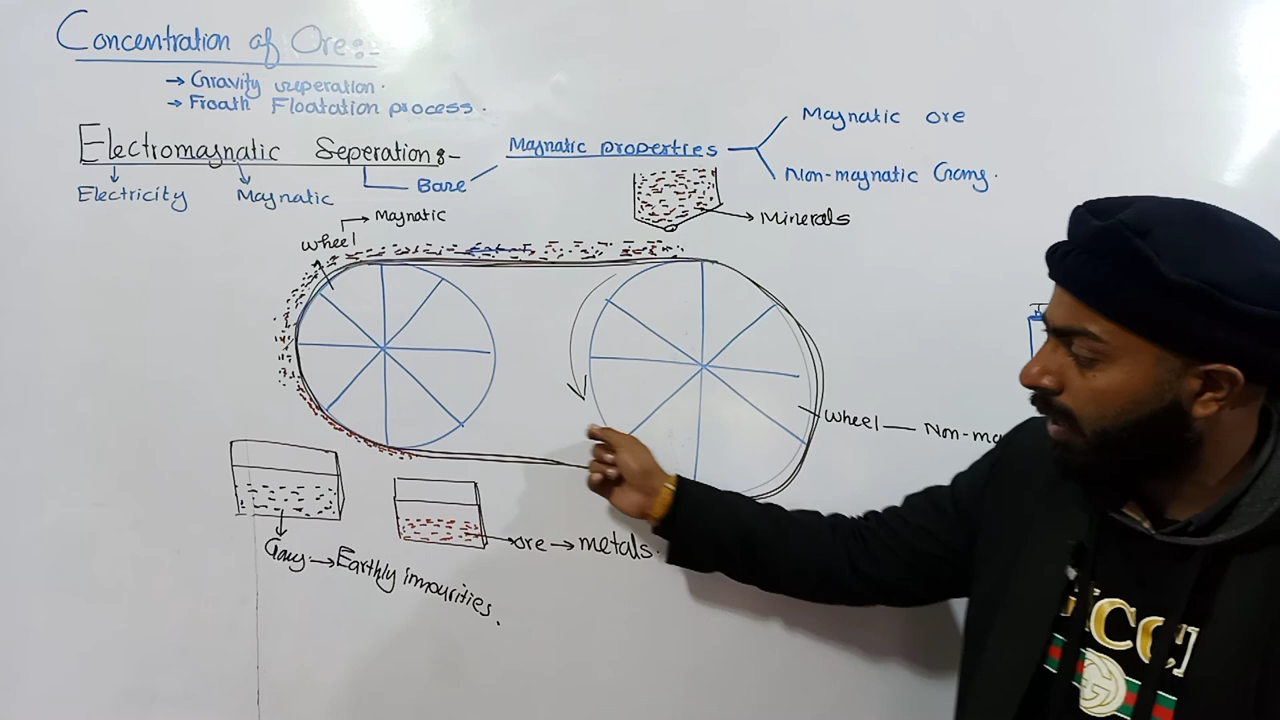 Concentration of Ore:-
→ Gravity seperation.
→ Froath Floatation process.
Electromagnatic Seperation:-
Electricity
Magnatic
Base
Magnatic properties
Magnatic ore
Non-magnatic Gang.
Minerals
Magnatic
wheel
wheel — Non-ma
Gang. → Earthly impurities.
ore → metals.
GUCCI